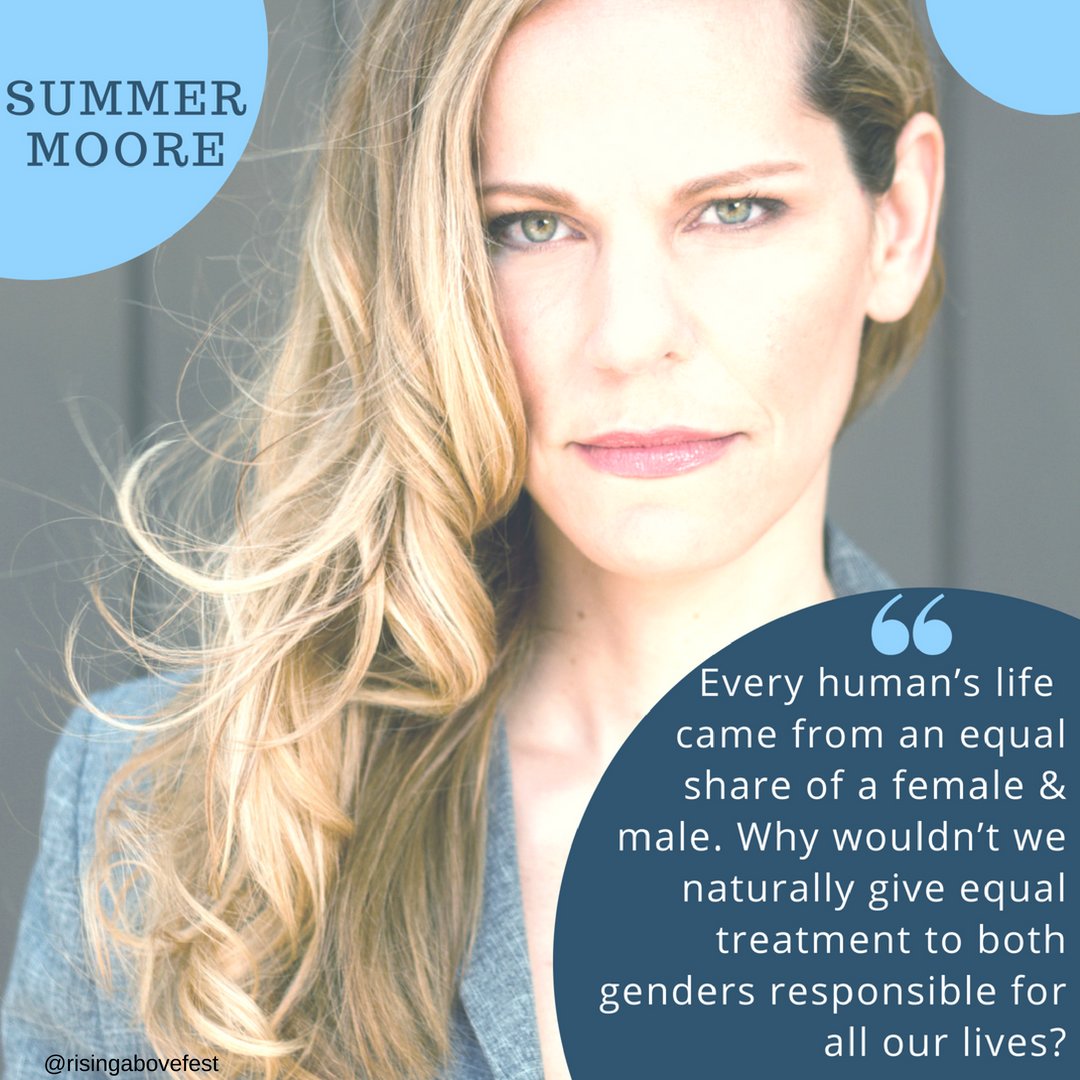 SUMMER
MOORE
“
Every human’s life
came from an equal
share of a female &
male. Why wouldn’t we
naturally give equal
treatment to both
genders responsible for
all our lives?
@risingabovefest